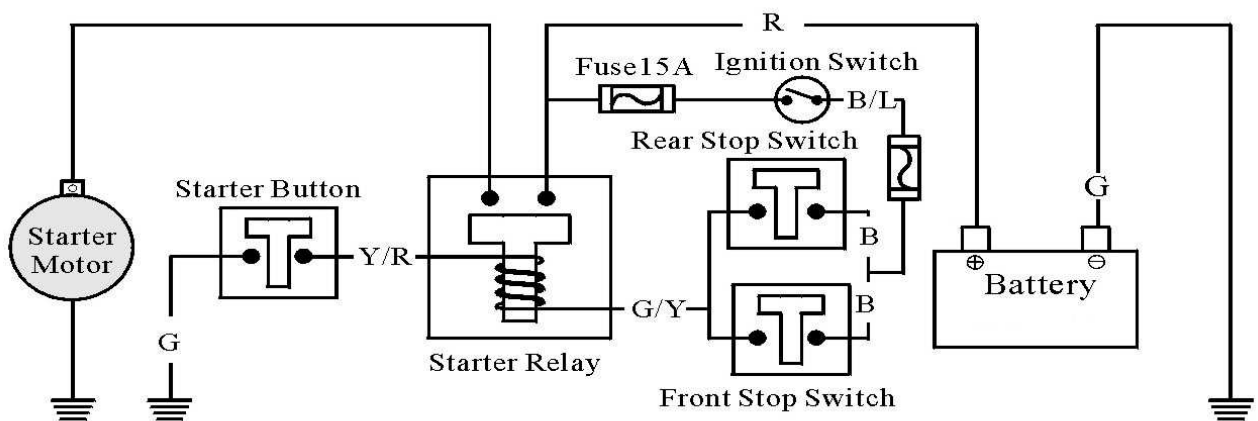 R
Fuse15A
Ignition Switch
B/L
Rear Stop Switch
Starter Button
G
Starter
Motor
Y/R
B
⊕
⊖
Battery
G/Y
B
G
Starter Relay
Front Stop Switch